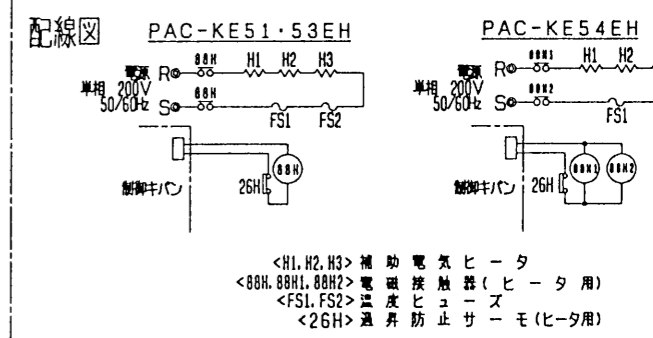 配線図
PAC-KE51・53EH
88H H1 H2 H3
電源 R
単相 200V
50/60Hz S 88H
FS1 FS2
88H
制御キバン 26H
PAC-KE54EH
88H1 H1 H2
電源 R
単相 200V
50/60Hz S 88H2
FS1
88H1 88H2
制御キバン 26H
<H1.H2.H3> 補助電気ヒータ
<88H.88H1.88H2> 電磁接触器(ヒータ用)
<FS1.FS2> 温度ヒューズ
<26H> 過昇防止サーモ(ヒータ用)